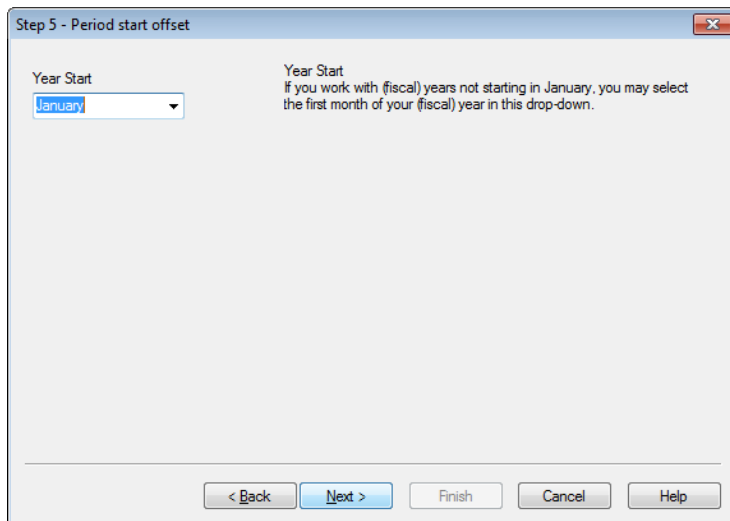 Step 5 - Period start offset
Year Start
January
Year Start
If you work with (fiscal) years not starting in January, you may select
the first month of your (fiscal) year in this drop-down.
< Back
Next >
Finish
Cancel
Help